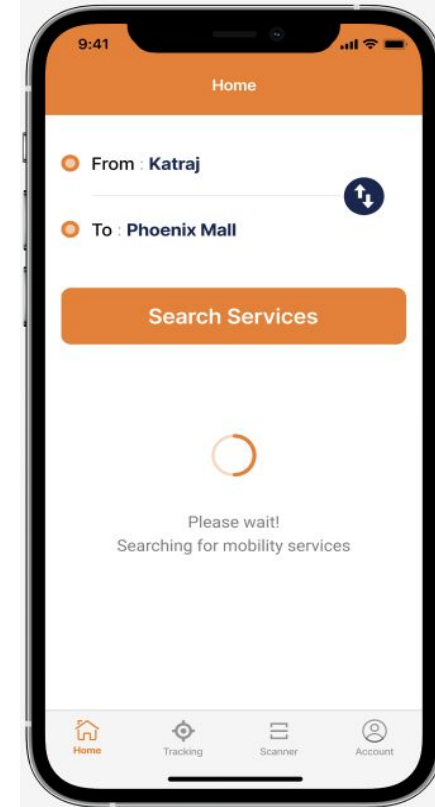 9:41
Home
From : Katraj
To : Phoenix Mall
Search Services
Please wait!
Searching for mobility services
Home Tracking Scanner Account